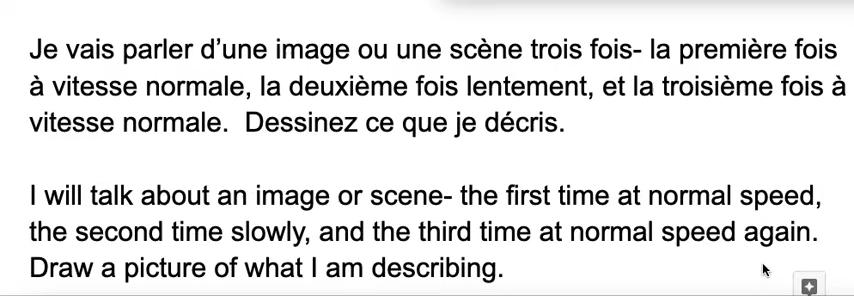 Je vais parler d’une image ou une scène trois fois- la première fois
à vitesse normale, la deuxième fois lentement, et la troisième fois à
vitesse normale.  Dessinez ce que je décris.
I will talk about an image or scene- the first time at normal speed,
the second time slowly, and the third time at normal speed again.
Draw a picture of what I am describing.